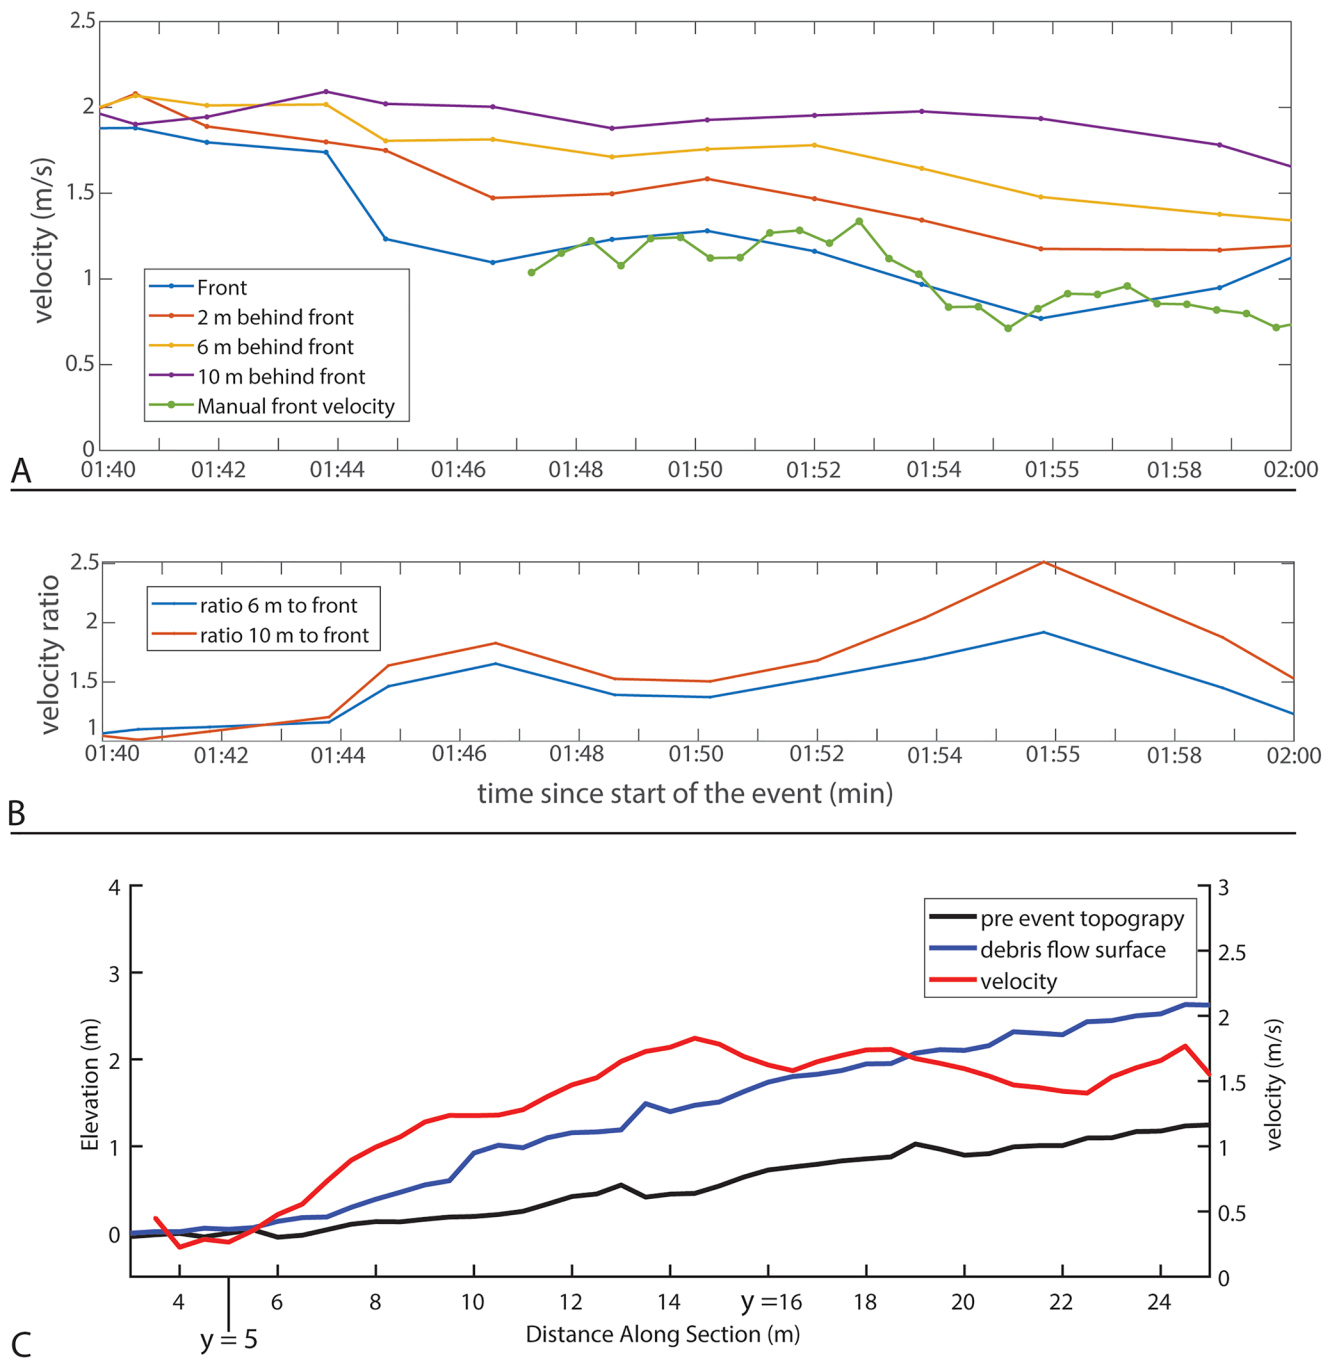 2.5
2
1.5
1
0.5
0
velocity (m/s)
Front
2 m behind front
6 m behind front
10 m behind front
Manual front velocity
01:40 01:42 01:44 01:46 01:48 01:50 01:52 01:54 01:55 01:58 02:00
A
2.5
2
1.5
1
velocity ratio
ratio 6 m to front
ratio 10 m to front
01:40 01:42 01:44 01:46 01:48 01:50 01:52 01:54 01:55 01:58 02:00
time since start of the event (min)
B
4
3
2
1
0
Elevation (m)
pre event topograpy
debris flow surface
velocity
3
2.5
2
1.5
1
0.5
0
velocity (m/s)
4 6 8 10 12 14 y =16 18 20 22 24
y = 5
Distance Along Section (m)
C